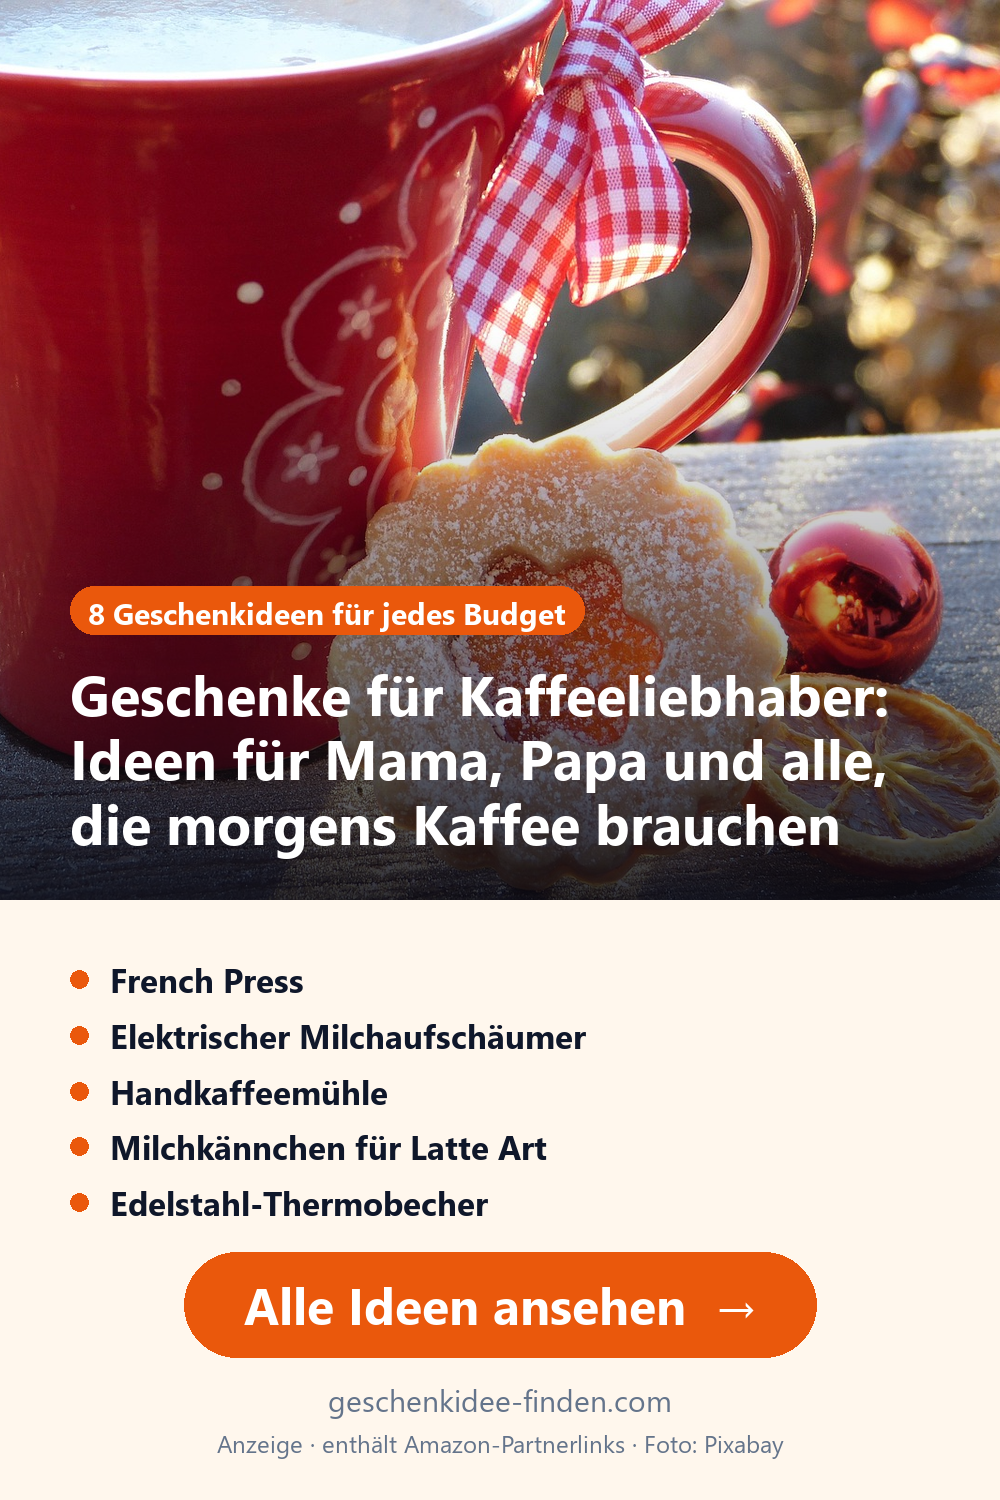 8 Geschenkideen für jedes Budget
Geschenke für Kaffeeliebhaber:
Ideen für Mama, Papa und alle,
die morgens Kaffee brauchen
French Press
Elektrischer Milchaufschäumer
Handkaffeemühle
Milchkännchen für Latte Art
Edelstahl-Thermobecher
Alle Ideen ansehen →
geschenkidee-finden.com
Anzeige · enthält Amazon-Partnerlinks · Foto: Pixabay